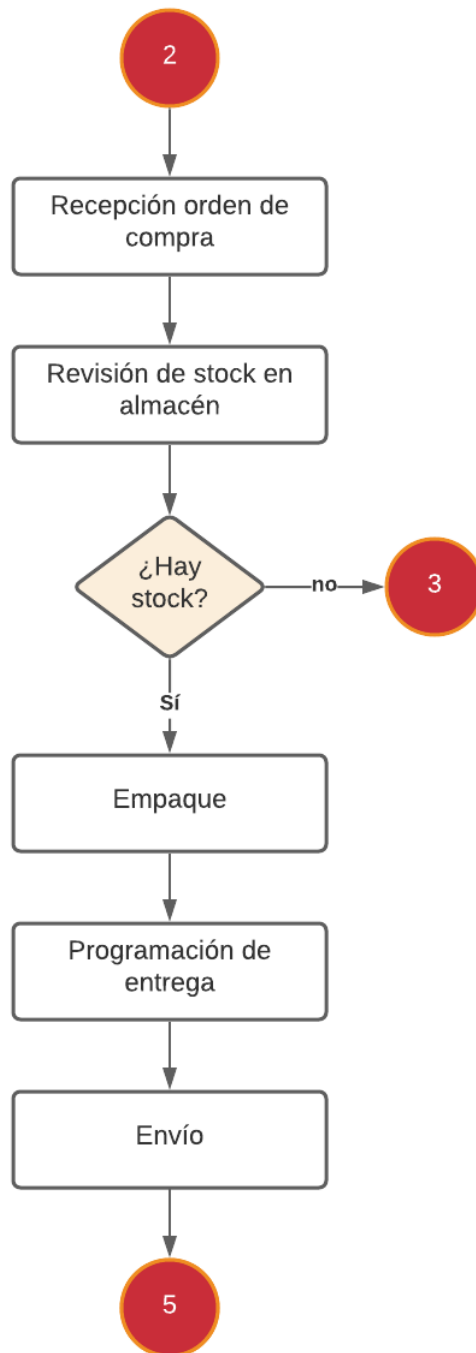 2
Recepción orden de
compra
Revisión de stock en
almacén
¿Hay
stock?
no
3
Sí
Empaque
Programación de
entrega
Envío
5